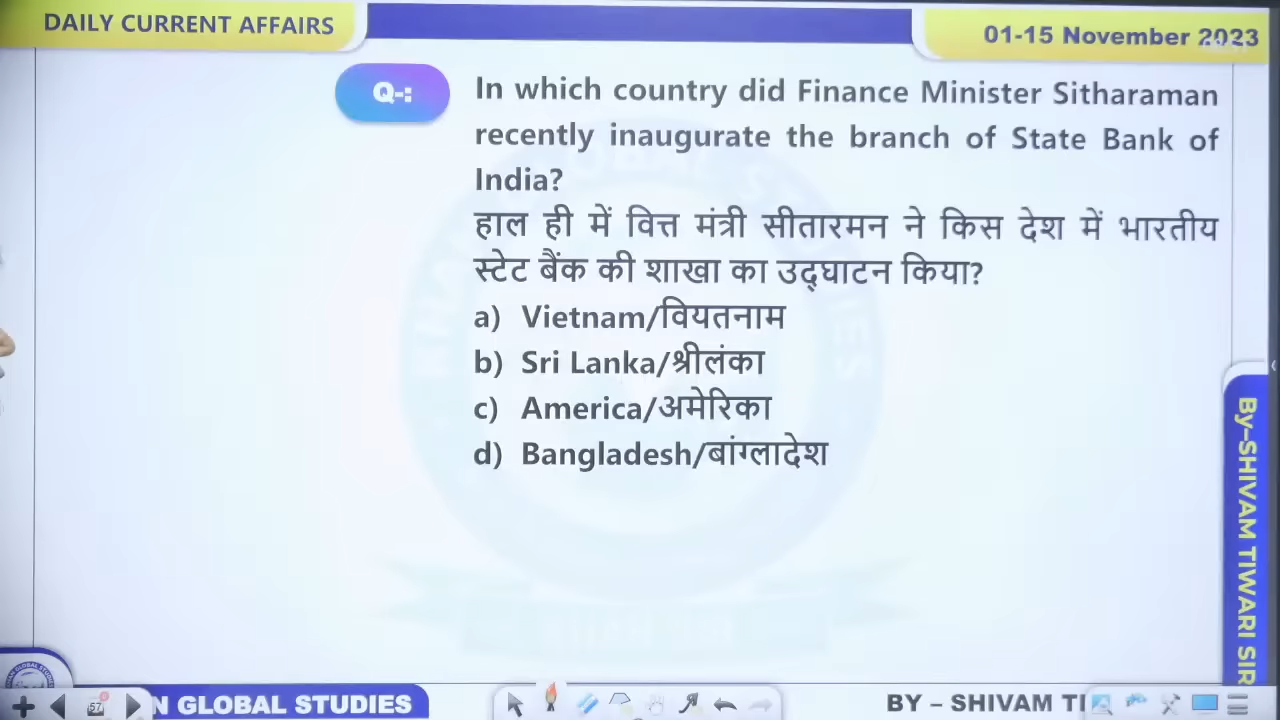 DAILY CURRENT AFFAIRS
01-15 November 2023
Q-:
In which country did Finance Minister Sitharaman
recently inaugurate the branch of State Bank of
India?
हाल ही में वित्त मंत्री सीतारमन ने किस देश में भारतीय
स्टेट बैंक की शाखा का उद्घाटन किया?
a) Vietnam/वियतनाम
b) Sri Lanka/श्रीलंका
c) America/अमेरिका
d) Bangladesh/बांग्लादेश
By-SHIVAM TIWARI SIR
57
N GLOBAL STUDIES
BY – SHIVAM TI